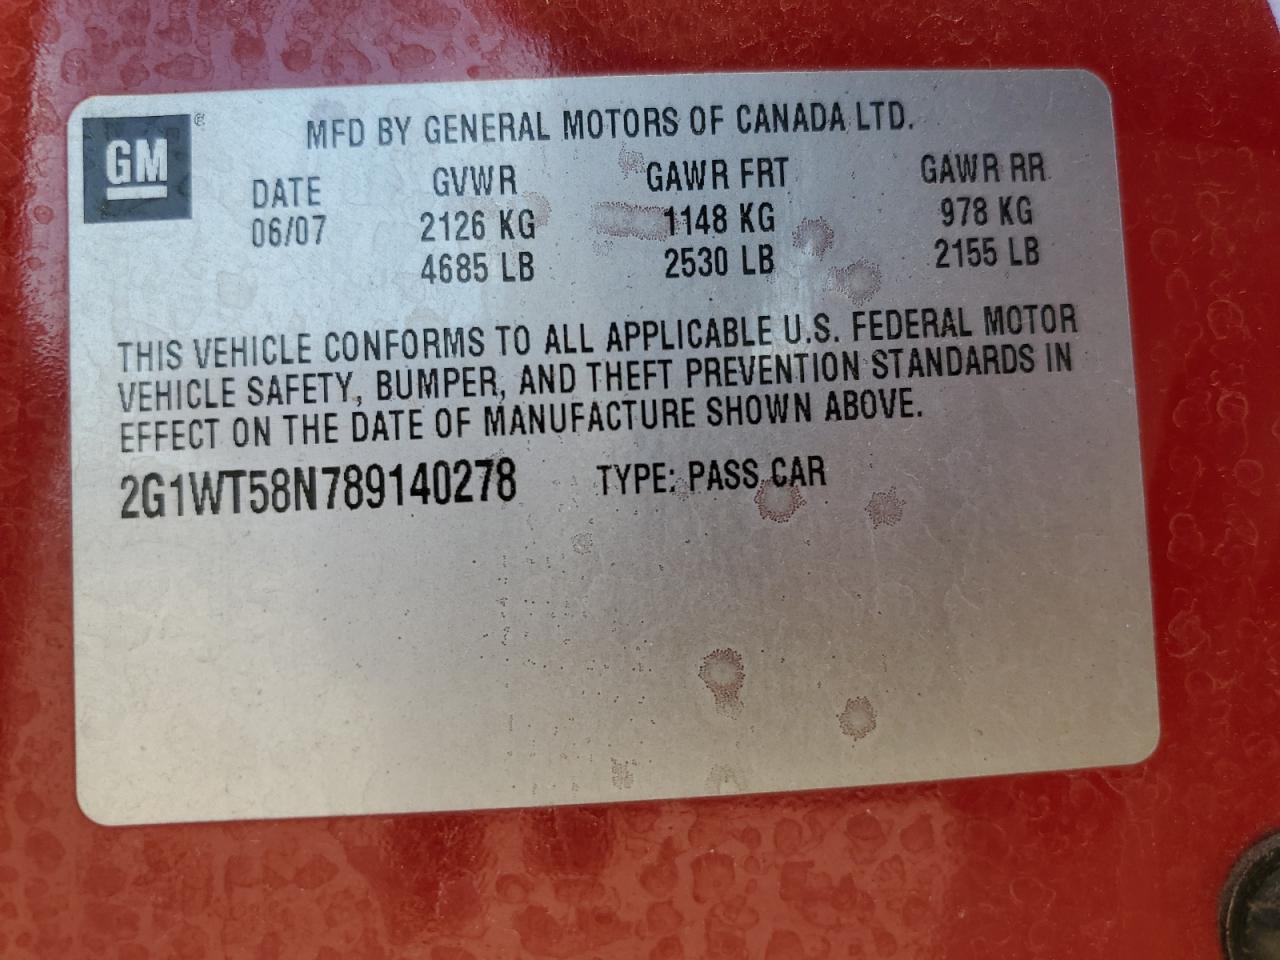 GM ®
MFD BY GENERAL MOTORS OF CANADA LTD.
DATE GVWR GAWR FRT GAWR RR
06/07 2126 KG 1148 KG 978 KG
4685 LB 2530 LB 2155 LB
THIS VEHICLE CONFORMS TO ALL APPLICABLE U.S. FEDERAL MOTOR
VEHICLE SAFETY, BUMPER, AND THEFT PREVENTION STANDARDS IN
EFFECT ON THE DATE OF MANUFACTURE SHOWN ABOVE.
2G1WT58N789140278 TYPE: PASS CAR